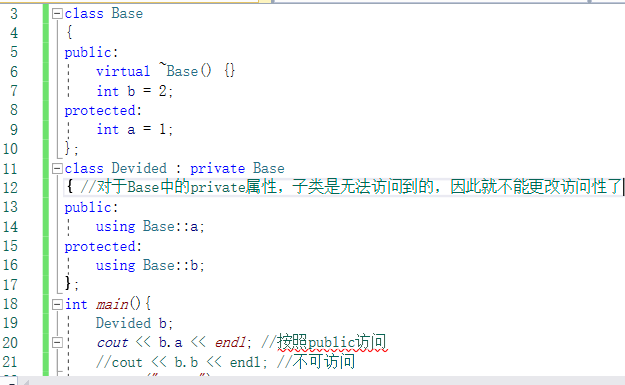 3 class Base
4 {
5 public:
6 virtual ~Base() {}
7 int b = 2;
8 protected:
9 int a = 1;
10 };
11 class Devided : private Base
12 { //对于Base中的private属性，子类是无法访问到的，因此就不能更改访问性了
13 public:
14 using Base::a;
15 protected:
16 using Base::b;
17 };
18 int main(){
19 Devided b;
20 cout << b.a << endl; //按照public访问
21 //cout << b.b << endl; //不可访问